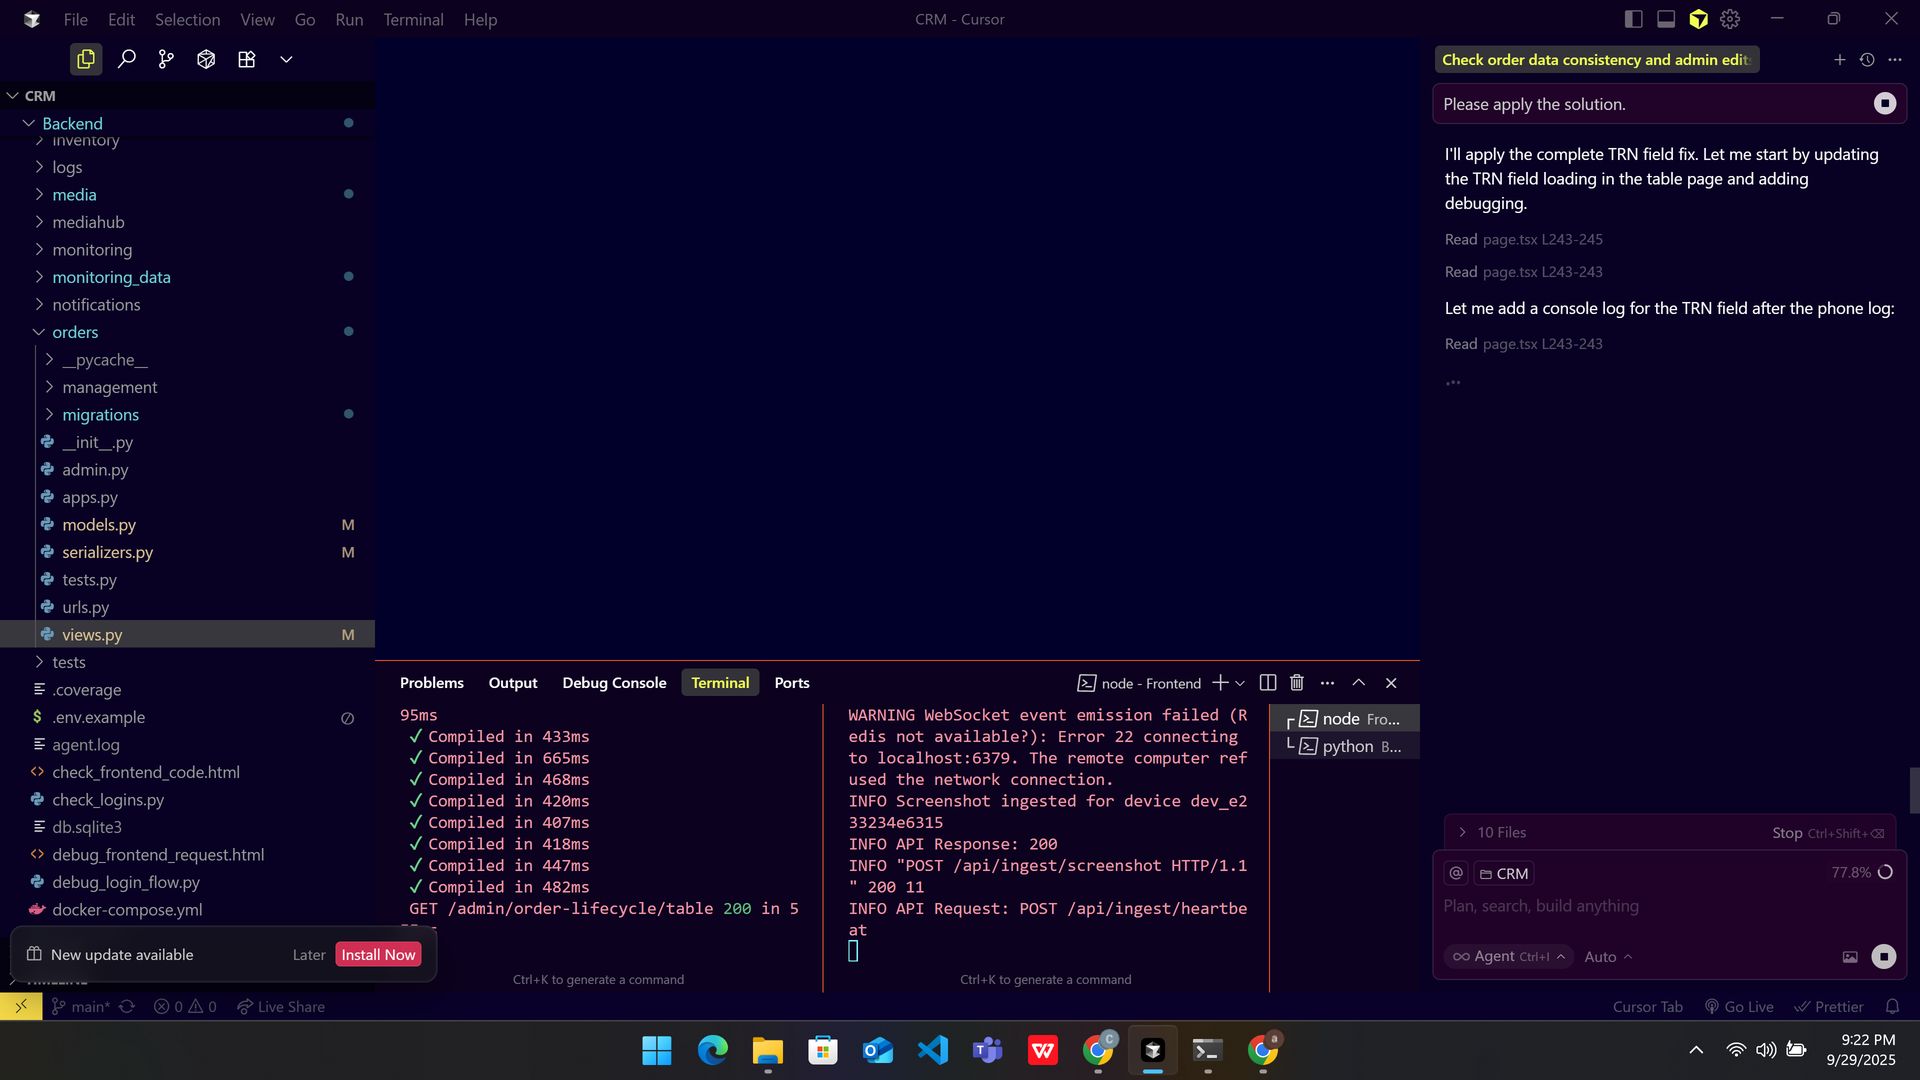 File Edit Selection View Go Run Terminal Help
CRM - Cursor
CRM
Backend
inventory
logs
media
mediahub
monitoring
monitoring_data
notifications
orders
__pycache__
management
migrations
__init__.py
admin.py
apps.py
models.py M
serializers.py M
tests.py
urls.py
views.py M
tests
.coverage
.env.example
agent.log
check_frontend_code.html
check_logins.py
db.sqlite3
debug_frontend_request.html
debug_login_flow.py
docker-compose.yml
New update available Later Install Now
TIMELINE
Problems Output Debug Console Terminal Ports
node - Frontend
95ms
✓ Compiled in 433ms
✓ Compiled in 665ms
✓ Compiled in 468ms
✓ Compiled in 420ms
✓ Compiled in 407ms
✓ Compiled in 418ms
✓ Compiled in 447ms
✓ Compiled in 482ms
GET /admin/order-lifecycle/table 200 in 5
Ctrl+K to generate a command
WARNING WebSocket event emission failed (R
edis not available?): Error 22 connecting
to localhost:6379. The remote computer ref
used the network connection.
INFO Screenshot ingested for device dev_e2
33234e6315
INFO API Response: 200
INFO "POST /api/ingest/screenshot HTTP/1.1
" 200 11
INFO API Request: POST /api/ingest/heartbe
at
Ctrl+K to generate a command
node Fro...
python B...
Check order data consistency and admin edit
Please apply the solution.
I'll apply the complete TRN field fix. Let me start by updating
the TRN field loading in the table page and adding
debugging.
Read page.tsx L243-245
Read page.tsx L243-243
Let me add a console log for the TRN field after the phone log:
Read page.tsx L243-243
...
10 Files Stop Ctrl+Shift+⌫
@ CRM 77.8%
Plan, search, build anything
Agent Ctrl+I Auto
main* 0 0 Live Share
Cursor Tab Go Live Prettier
9:22 PM
9/29/2025